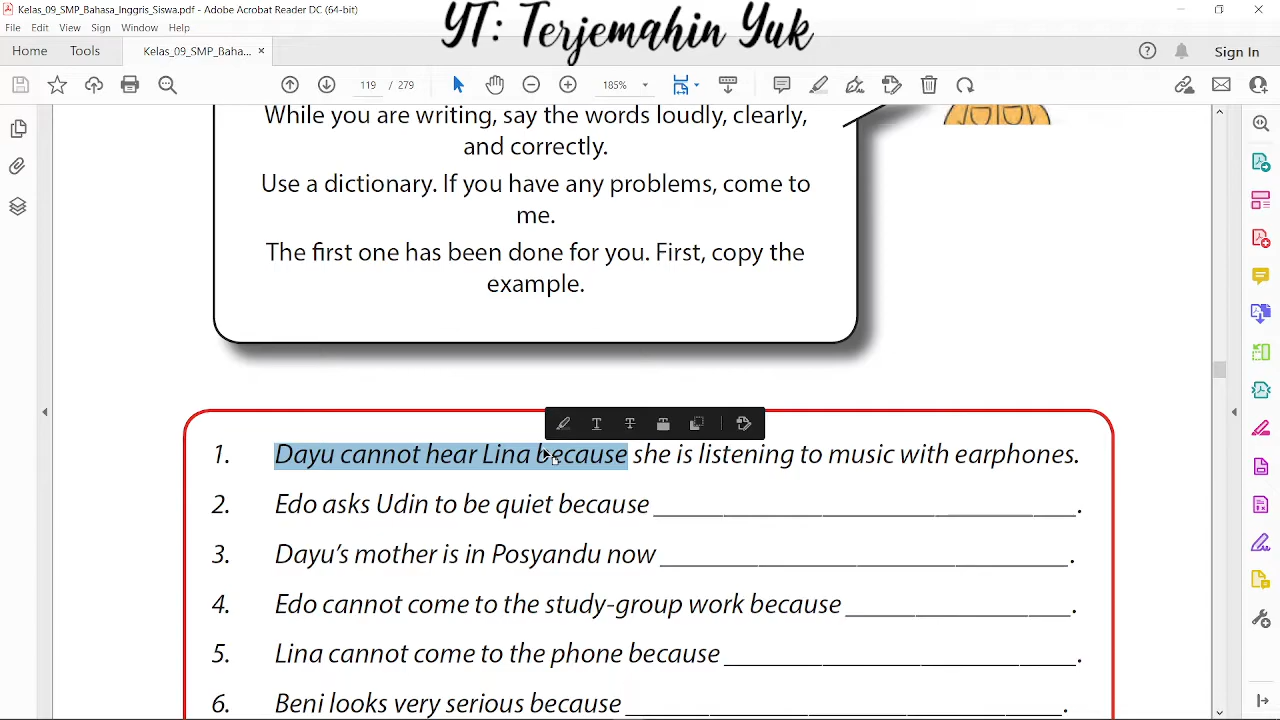 Kelas_09_SMP_Bahasa_Inggris_Siswa.pdf - Adobe Acrobat Reader DC (64-bit)
YT: Terjemahin Yuk
File Edit View Sign Window Help
Home Tools Kelas_09_SMP_Baha... × Sign In
119 / 279 185%
While you are writing, say the words loudly, clearly,
and correctly.
Use a dictionary. If you have any problems, come to
me.
The first one has been done for you. First, copy the
example.
1. Dayu cannot hear Lina because she is listening to music with earphones.
2. Edo asks Udin to be quiet because ____________________.
3. Dayu’s mother is in Posyandu now ____________________.
4. Edo cannot come to the study-group work because ____________________.
5. Lina cannot come to the phone because ____________________.
6. Beni looks very serious because ____________________.